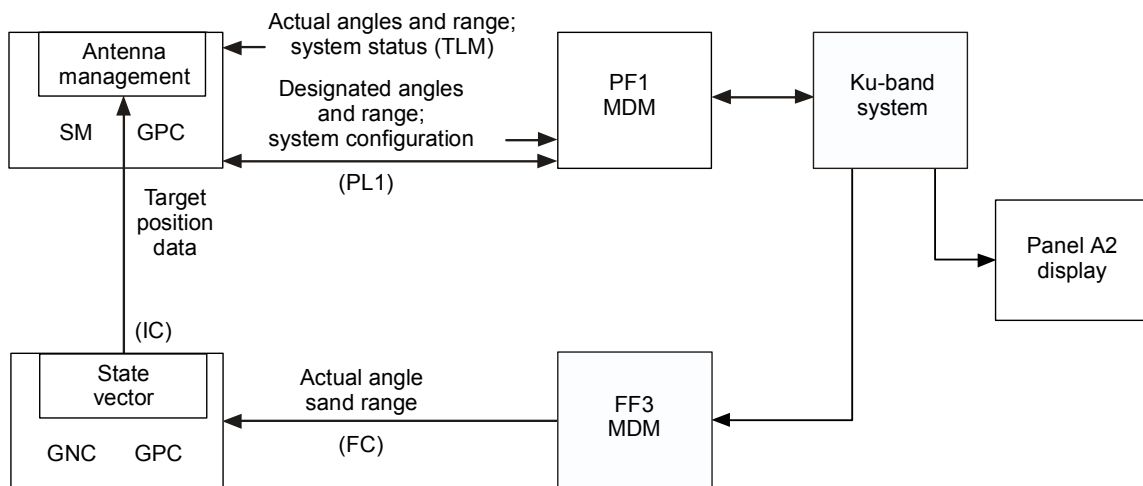 Antenna
management
SM GPC
Actual angles and range;
system status (TLM)
Designated angles
and range;
system configuration
(PL1)
PF1
MDM
Ku-band
system
Panel A2
display
Target
position
data
(IC)
State
vector
GNC GPC
Actual angle
sand range
(FC)
FF3
MDM